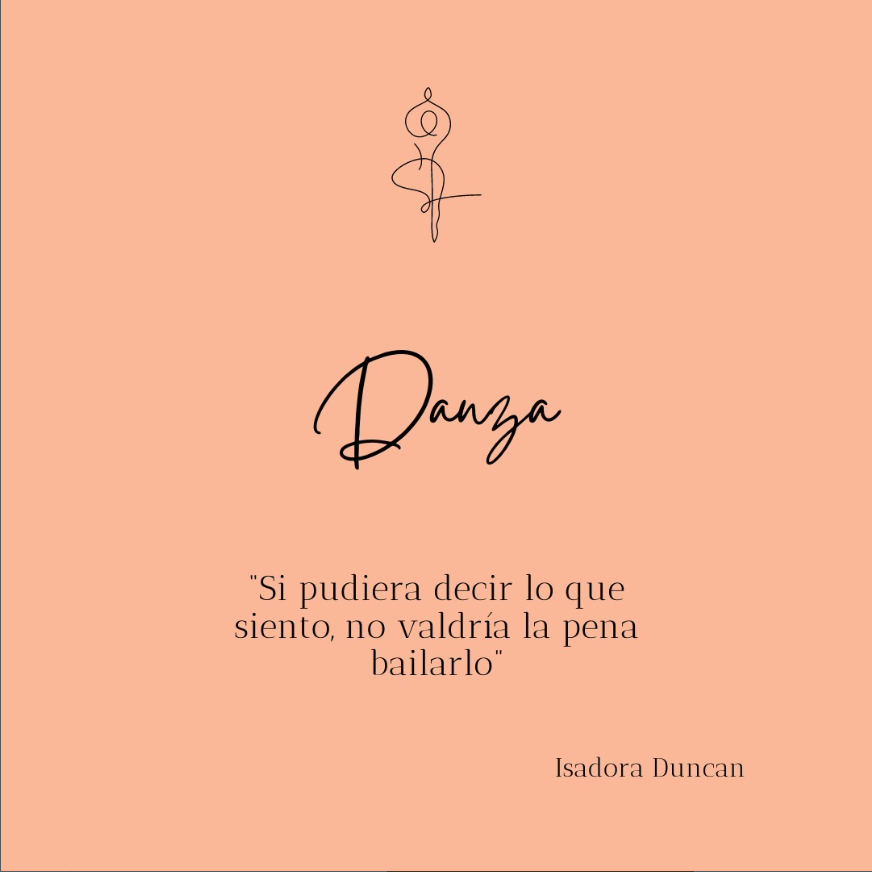 Danza
"Si pudiera decir lo que
siento, no valdría la pena
bailarlo"
Isadora Duncan